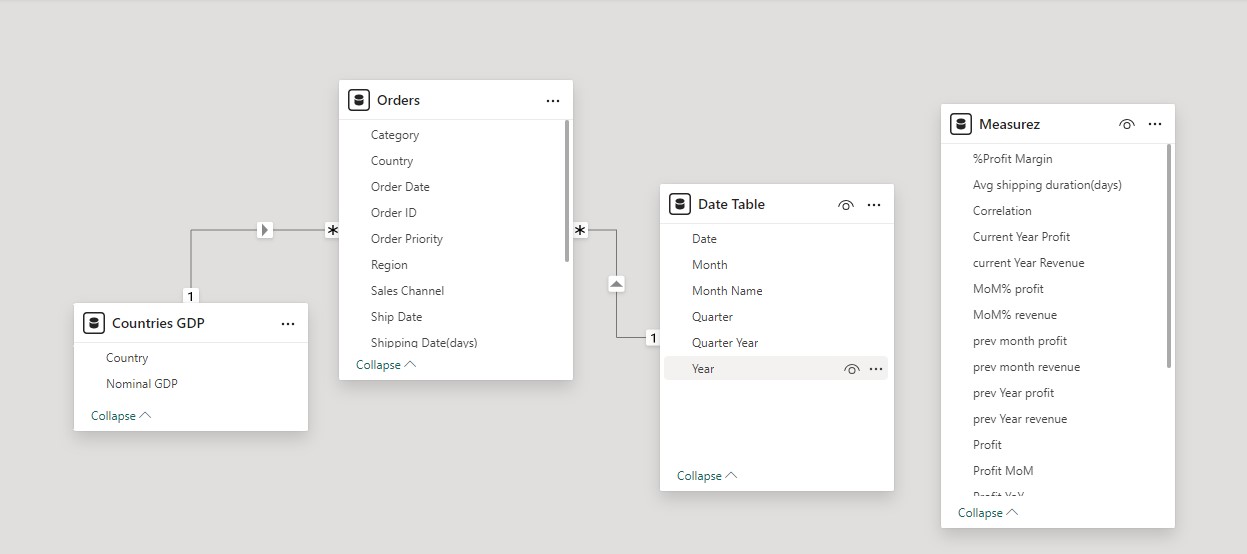 Orders
Category
Country
Order Date
Order ID
Order Priority
Region
Sales Channel
Ship Date
Shipping Date(days)
Collapse
*
*
1
Countries GDP
Country
Nominal GDP
Collapse
1
Date Table
Date
Month
Month Name
Quarter
Quarter Year
Year
Collapse
Measurez
%Profit Margin
Avg shipping duration(days)
Correlation
Current Year Profit
current Year Revenue
MoM% profit
MoM% revenue
prev month profit
prev month revenue
prev Year profit
prev Year revenue
Profit
Profit MoM
Profit YoY
Collapse